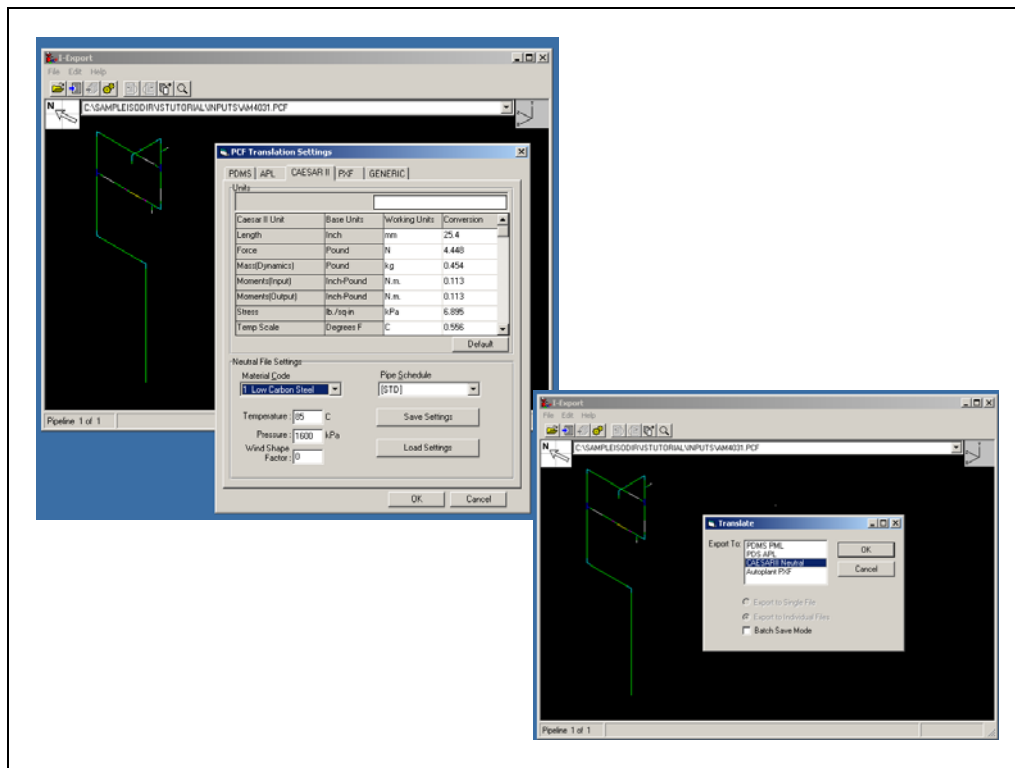 I-Export
File Edit Help
N
C:\SAMPLEISODIR\ISTUTORIAL\INPUTS\AM4031.PCF
PCF Translation Settings
PDMS APL CAESAR II PXF GENERIC
Units
Caesar II Unit Base Units Working Units Conversion
Length Inch mm 25.4
Force Pound N 4.448
Mass(Dynamics) Pound kg 0.454
Moments(Input) Inch-Pound N.m. 0.113
Moments(Output) Inch-Pound N.m. 0.113
Stress lb./sq-in kPa 6.895
Temp Scale Degrees F C 0.556
Default
Neutral File Settings
Material Code Pipe Schedule
1 Low Carbon Steel [STD]
Temperature : 85 C Save Settings
Pressure : 1600 kPa
Wind Shape Factor : 0 Load Settings
OK Cancel
Pipeline 1 of 1
I-Export
File Edit Help
N
C:\SAMPLEISODIR\ISTUTORIAL\INPUTS\AM4031.PCF
Translate
Export To: PDMS PML
PDS APL
CAESARII Neutral
Autoplant PXF
OK
Cancel
Export to Single File
Export to Individual Files
Batch Save Mode
Pipeline 1 of 1